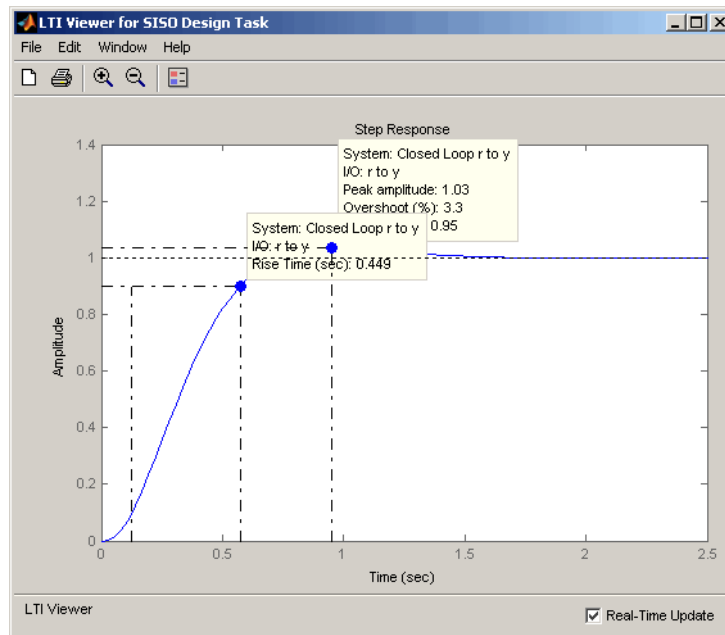 LTI Viewer for SISO Design Task
File Edit Window Help
Step Response
System: Closed Loop r to y
I/O: r to y
Peak amplitude: 1.03
Overshoot (%): 3.3
0.95
System: Closed Loop r to y
I/O: r to y
Rise Time (sec): 0.449
1.4
1.2
1
0.8
0.6
0.4
0.2
0
Amplitude
0 0.5 1 1.5 2 2.5
Time (sec)
LTI Viewer
Real-Time Update